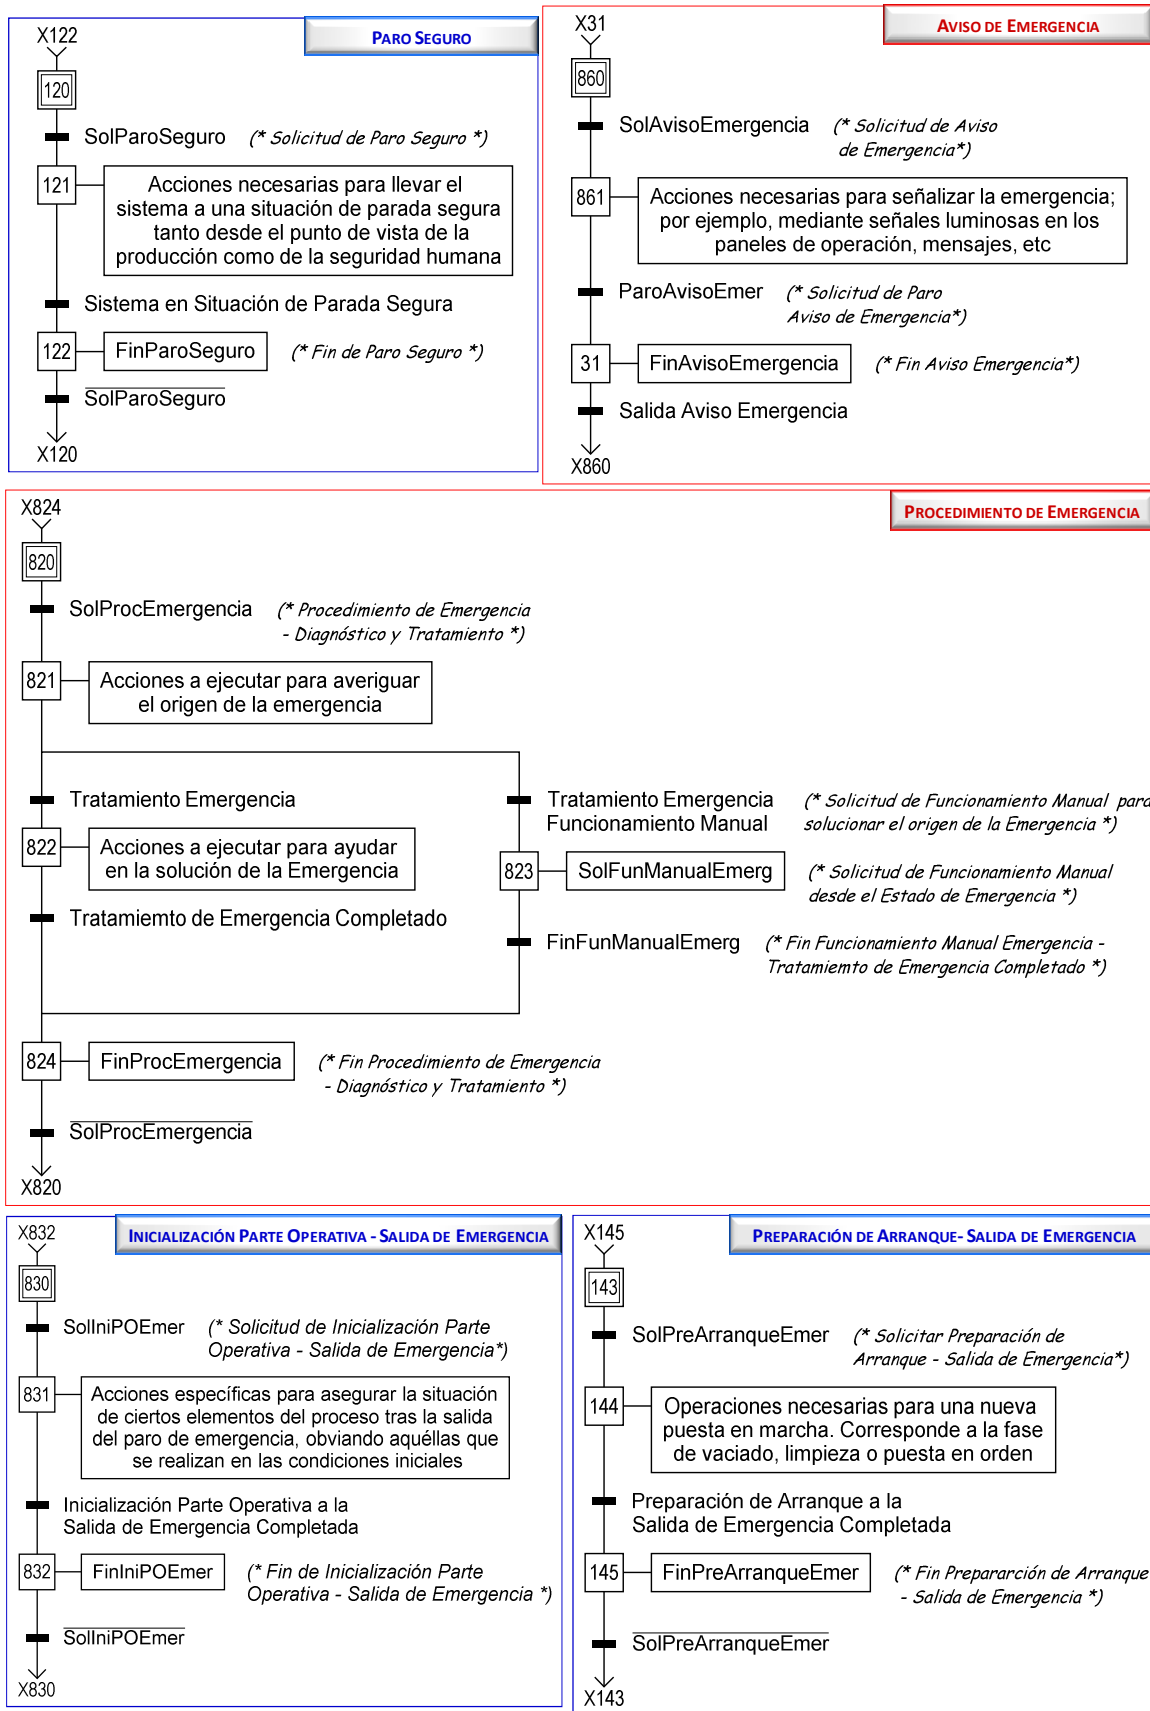 X122
PARO SEGURO
120
SolParoSeguro (* Solicitud de Paro Seguro *)
121
Acciones necesarias para llevar el
sistema a una situación de parada segura
tanto desde el punto de vista de la
producción como de la seguridad humana
Sistema en Situación de Parada Segura
122
FinParoSeguro (* Fin de Paro Seguro *)
SolParoSeguro
X120
X31
AVISO DE EMERGENCIA
860
SolAvisoEmergencia (* Solicitud de Aviso
de Emergencia*)
861
Acciones necesarias para señalizar la emergencia;
por ejemplo, mediante señales luminosas en los
paneles de operación, mensajes, etc
ParoAvisoEmer (* Solicitud de Paro
Aviso de Emergencia*)
31
FinAvisoEmergencia (* Fin Aviso Emergencia*)
Salida Aviso Emergencia
X860
X824
PROCEDIMIENTO DE EMERGENCIA
820
SolProcEmergencia (* Procedimiento de Emergencia
- Diagnóstico y Tratamiento *)
821
Acciones a ejecutar para averiguar
el origen de la emergencia
Tratamiento Emergencia
822
Acciones a ejecutar para ayudar
en la solución de la Emergencia
Tratamiemto de Emergencia Completado
Tratamiento Emergencia
Funcionamiento Manual
(* Solicitud de Funcionamiento Manual para
solucionar el origen de la Emergencia *)
823
SolFunManualEmerg
(* Solicitud de Funcionamiento Manual
desde el Estado de Emergencia *)
FinFunManualEmerg (* Fin Funcionamiento Manual Emergencia -
Tratamiemto de Emergencia Completado *)
824
FinProcEmergencia (* Fin Procedimiento de Emergencia
- Diagnóstico y Tratamiento *)
SolProcEmergencia
X820
X832
INICIALIZACIÓN PARTE OPERATIVA - SALIDA DE EMERGENCIA
830
SolIniPOEmer (* Solicitud de Inicialización Parte
Operativa - Salida de Emergencia*)
831
Acciones específicas para asegurar la situación
de ciertos elementos del proceso tras la salida
del paro de emergencia, obviando aquéllas que
se realizan en las condiciones iniciales
Inicialización Parte Operativa a la
Salida de Emergencia Completada
832
FinIniPOEmer (* Fin de Inicialización Parte
Operativa - Salida de Emergencia *)
SolIniPOEmer
X830
X145
PREPARACIÓN DE ARRANQUE- SALIDA DE EMERGENCIA
143
SolPreArranqueEmer (* Solicitar Preparación de
Arranque - Salida de Emergencia*)
144
Operaciones necesarias para una nueva
puesta en marcha. Corresponde a la fase
de vaciado, limpieza o puesta en orden
Preparación de Arranque a la
Salida de Emergencia Completada
145
FinPreArranqueEmer (* Fin Prepararción de Arranque
- Salida de Emergencia *)
SolPreArranqueEmer
X143